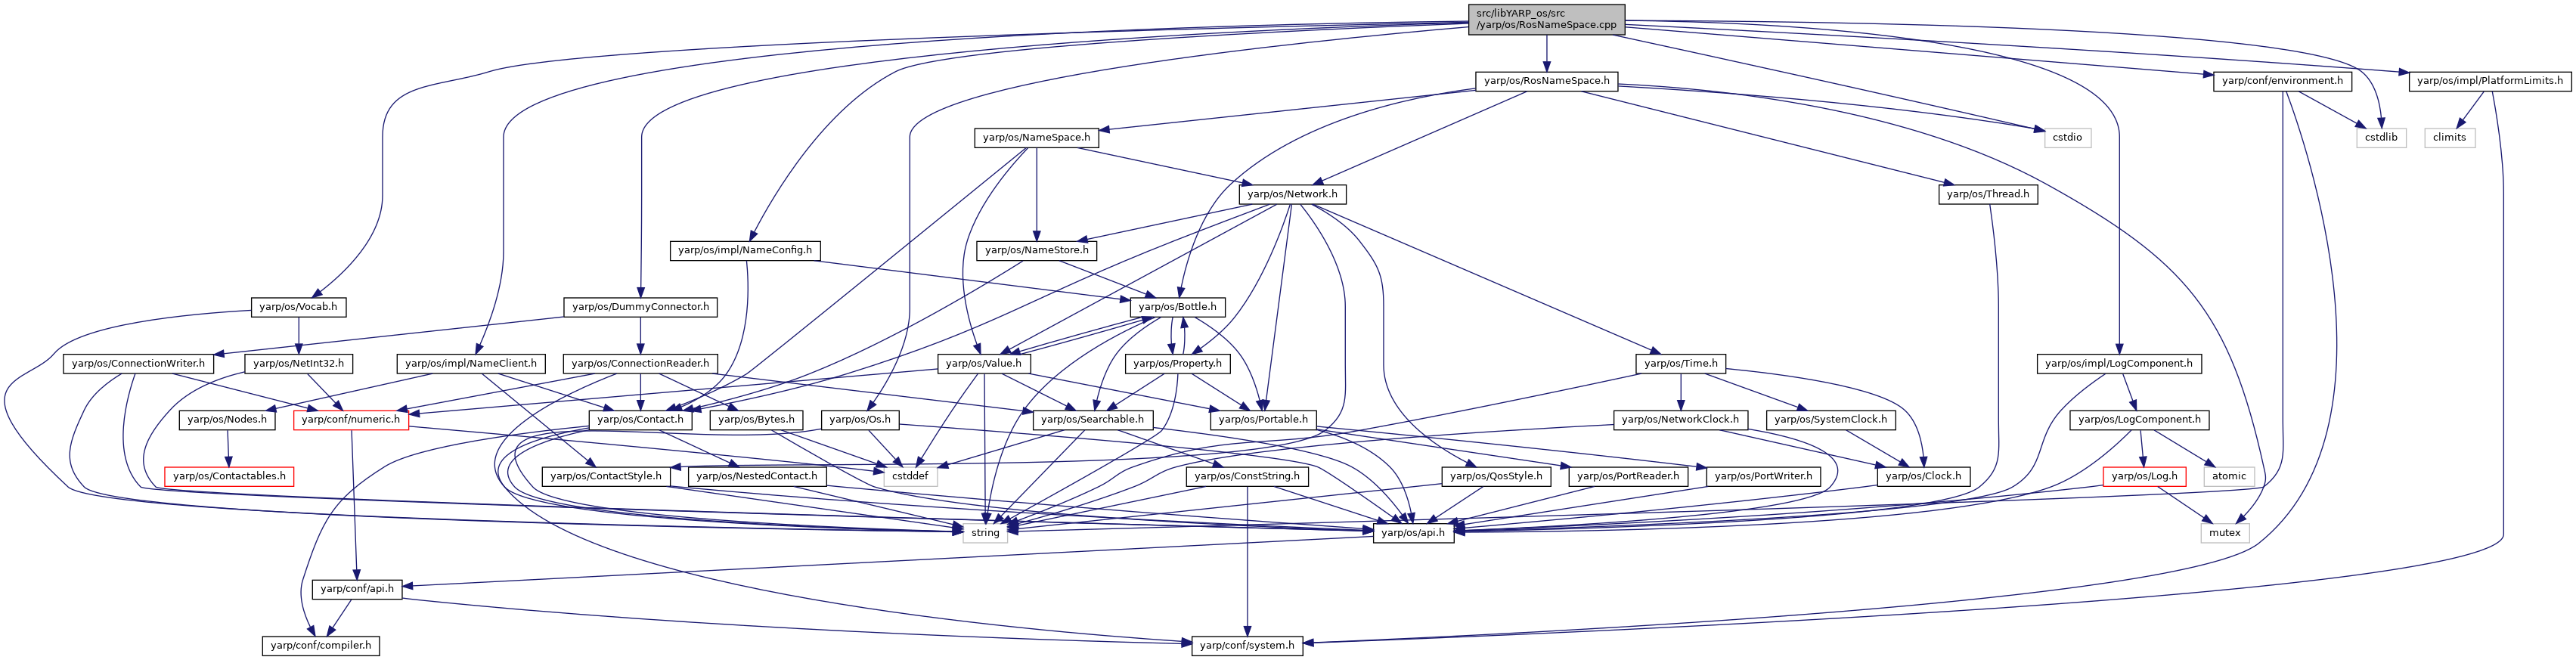 src/libYARP_os/src
/yarp/os/RosNameSpace.cpp
yarp/os/RosNameSpace.h
yarp/conf/environment.h
yarp/os/impl/PlatformLimits.h
yarp/os/NameSpace.h
cstdio
cstdlib
climits
yarp/os/Network.h
yarp/os/Thread.h
yarp/os/impl/NameConfig.h
yarp/os/NameStore.h
yarp/os/Vocab.h
yarp/os/DummyConnector.h
yarp/os/Bottle.h
yarp/os/ConnectionWriter.h
yarp/os/NetInt32.h
yarp/os/impl/NameClient.h
yarp/os/ConnectionReader.h
yarp/os/Value.h
yarp/os/Property.h
yarp/os/Time.h
yarp/os/impl/LogComponent.h
yarp/os/Nodes.h
yarp/conf/numeric.h
yarp/os/Contact.h
yarp/os/Bytes.h
yarp/os/Os.h
yarp/os/Searchable.h
yarp/os/Portable.h
yarp/os/NetworkClock.h
yarp/os/SystemClock.h
yarp/os/LogComponent.h
yarp/os/Contactables.h
yarp/os/ContactStyle.h
yarp/os/NestedContact.h
cstddef
yarp/os/ConstString.h
yarp/os/QosStyle.h
yarp/os/PortReader.h
yarp/os/PortWriter.h
yarp/os/Clock.h
yarp/os/Log.h
atomic
string
yarp/os/api.h
mutex
yarp/conf/api.h
yarp/conf/compiler.h
yarp/conf/system.h